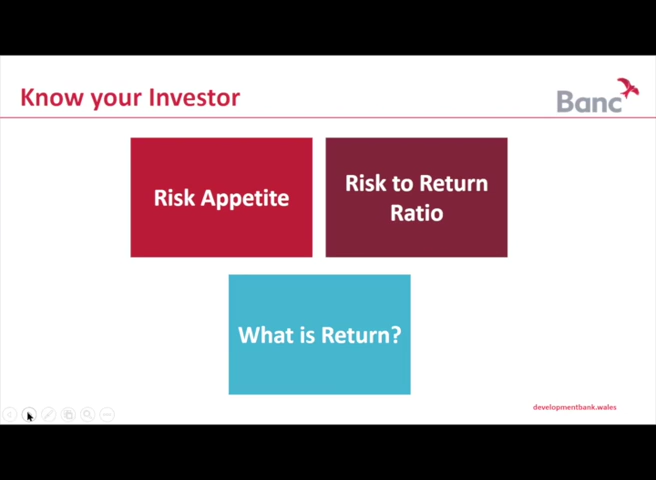 Know your Investor
Banc
Risk Appetite
Risk to Return
Ratio
What is Return?
developmentbank.wales